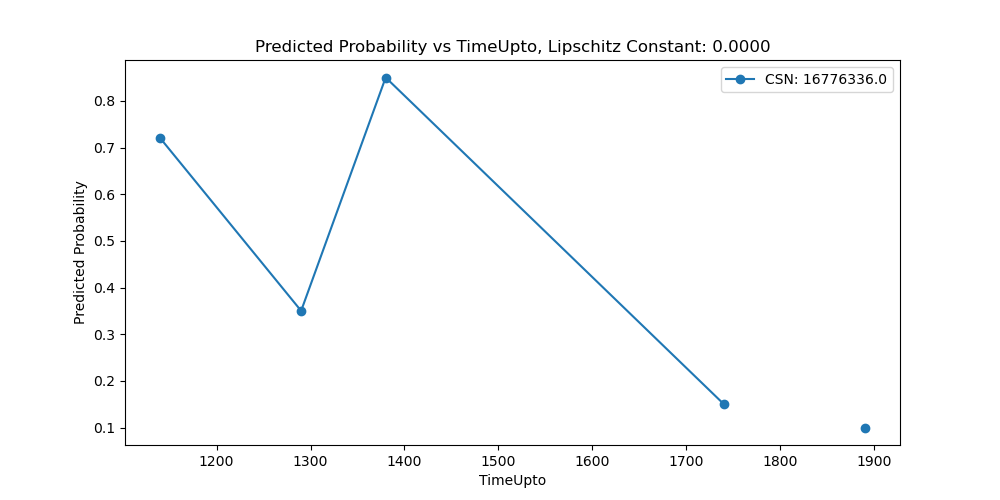 Predicted Probability vs TimeUpto, Lipschitz Constant: 0.0000
CSN: 16776336.0
Predicted Probability
0.8
0.7
0.6
0.5
0.4
0.3
0.2
0.1
1200 1300 1400 1500 1600 1700 1800 1900
TimeUpto